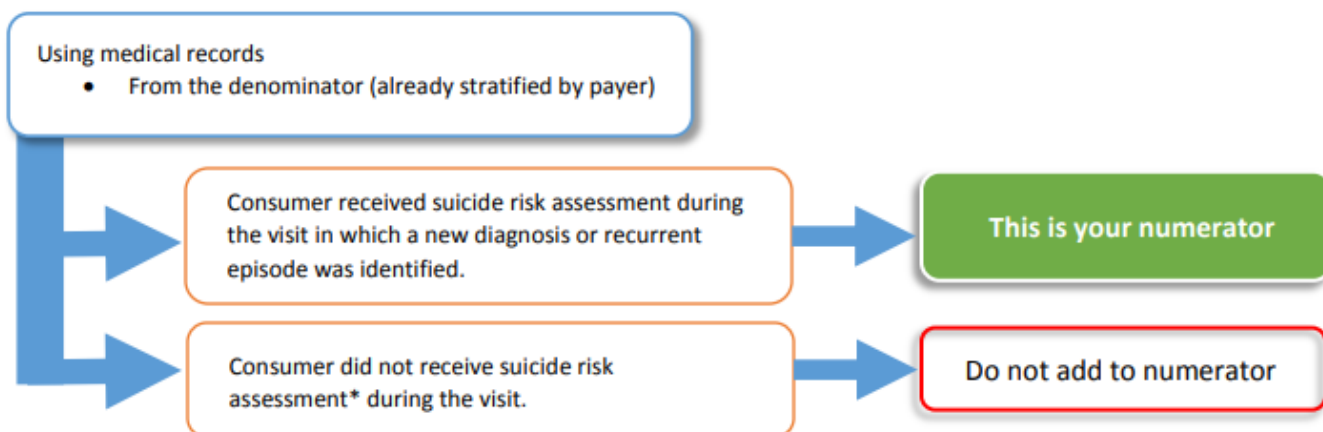 Using medical records
• From the denominator (already stratified by payer)
Consumer received suicide risk assessment during
the visit in which a new diagnosis or recurrent
episode was identified.
This is your numerator
Consumer did not receive suicide risk
assessment* during the visit.
Do not add to numerator